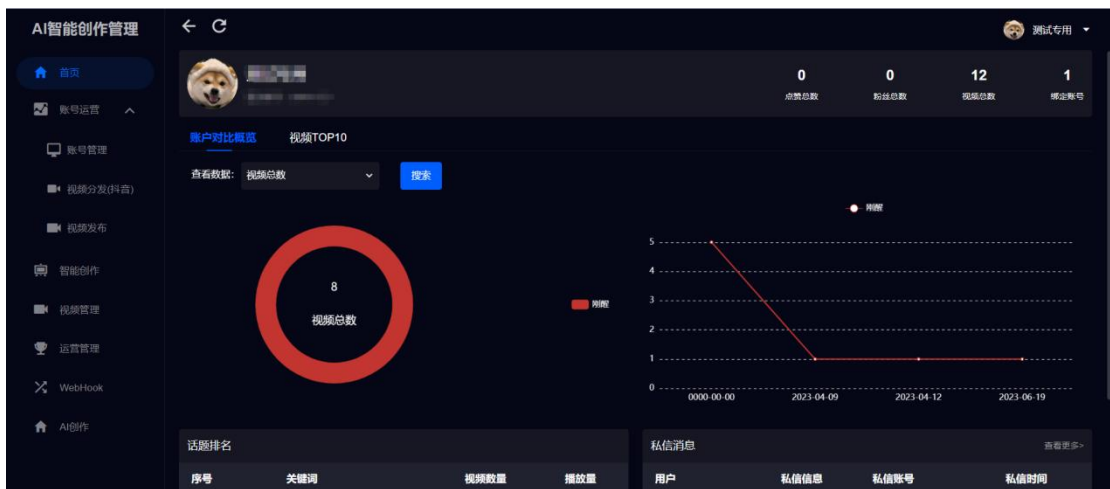 AI智能创作管理
测试专用
首页
账号运营
账号管理
视频分发(抖音)
视频发布
智能创作
视频管理
运营管理
WebHook
AI创作
0 0 12 1
点赞总数 粉丝总数 视频总数 绑定账号
账户对比概览 视频TOP10
查看数据: 视频总数 搜索
8
视频总数
刚醒
刚醒
5
4
3
2
1
0
0000-00-00 2023-04-09 2023-04-12 2023-06-19
话题排名
序号 关键词 视频数量 播放量
私信消息 查看更多>
用户 私信信息 私信账号 私信时间